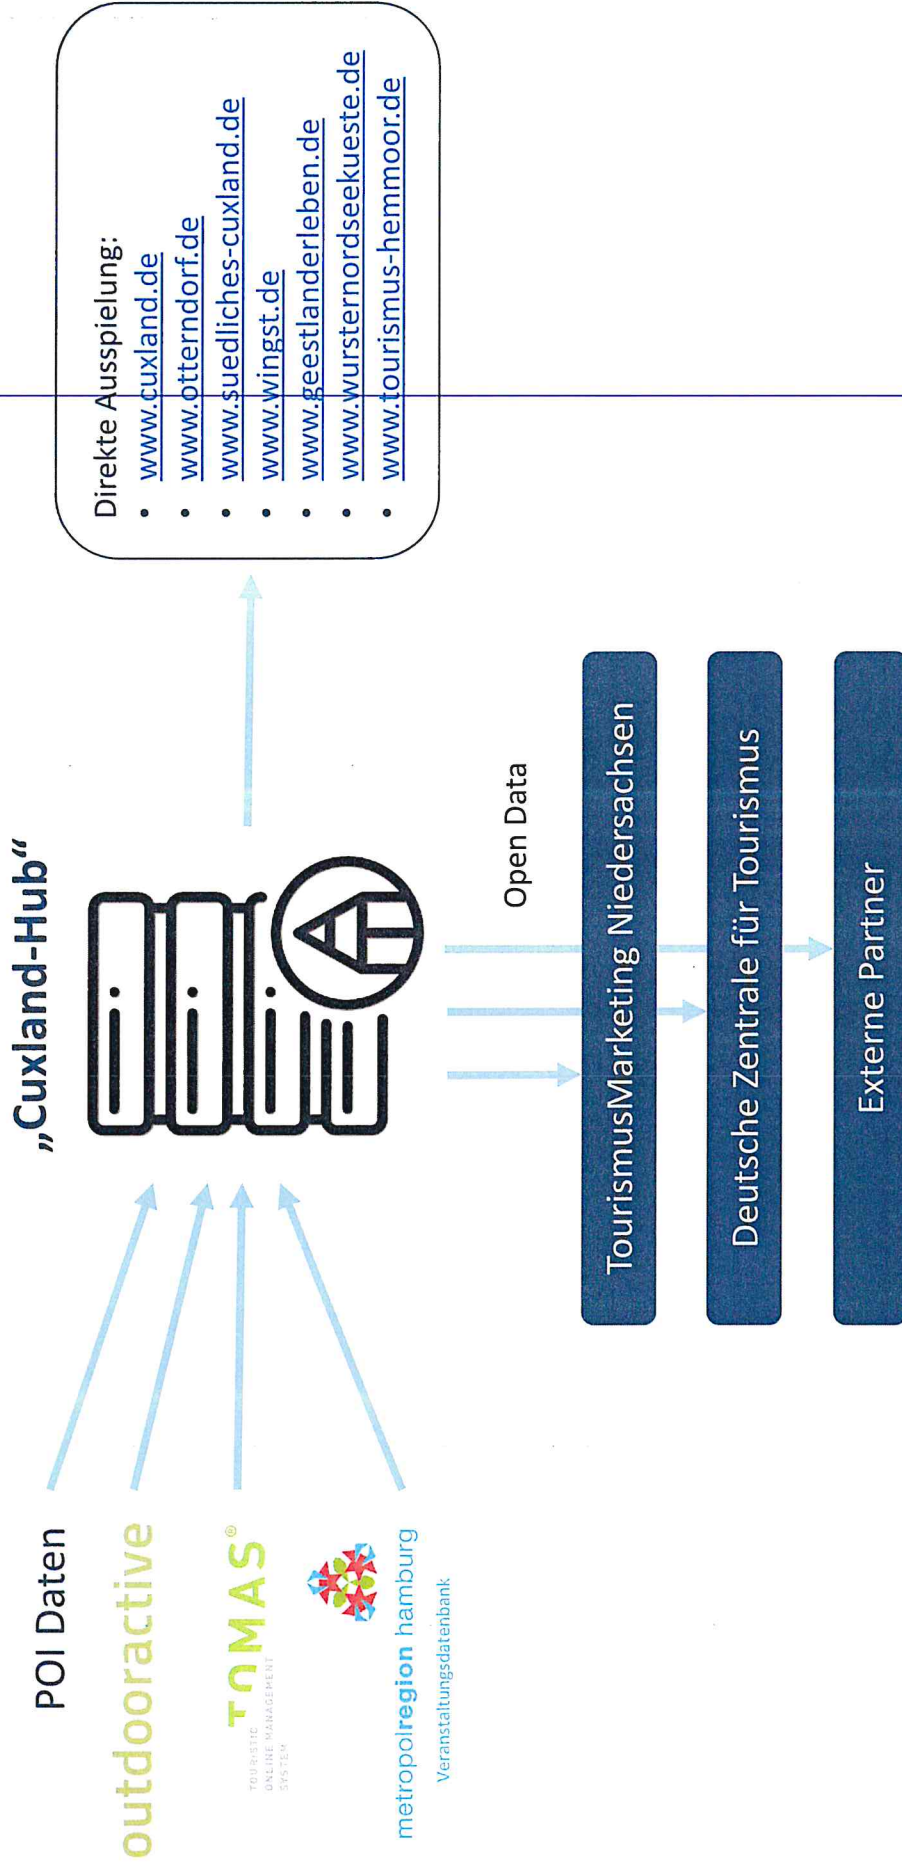 „Cuxland-Hub“
POI Daten
outdooractive
TOMAS®
TOURISTIC
ONLINE MANAGEMENT
SYSTEM
metropolregion hamburg
Veranstaltungsdatenbank
Direkte Ausspielung:
• www.cuxland.de
• www.otterndorf.de
• www.suedliches-cuxland.de
• www.wingst.de
• www.geestlanderleben.de
• www.wursternordseekueste.de
• www.tourismus-hemmoor.de
Open Data
TourismusMarketing Niedersachsen
Deutsche Zentrale für Tourismus
Externe Partner